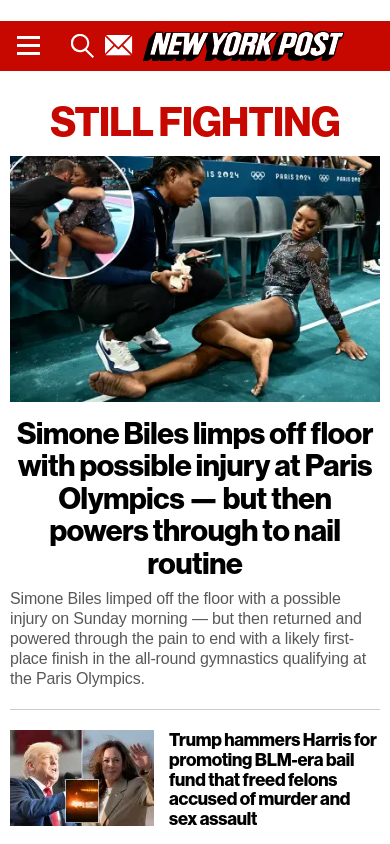 NEW YORK POST
STILL FIGHTING
PARIS 2024
PARIS 2024
Simone Biles limps off floor
with possible injury at Paris
Olympics — but then
powers through to nail
routine
Simone Biles limped off the floor with a possible
injury on Sunday morning — but then returned and
powered through the pain to end with a likely first-
place finish in the all-round gymnastics qualifying at
the Paris Olympics.
Trump hammers Harris for
promoting BLM-era bail
fund that freed felons
accused of murder and
sex assault